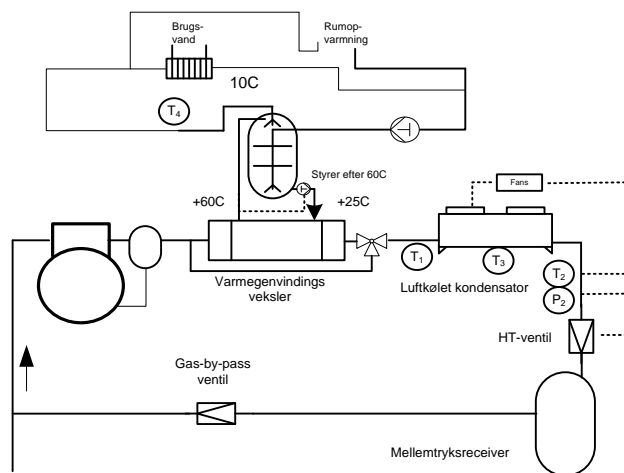 Brugs-
vand
Rumop-
varmning
10C
T4
Styrer efter 60C
+60C
+25C
Fans
Varmegenvindings
veksler
T1
T3
Luftkølet kondensator
T2
P2
HT-ventil
Gas-by-pass
ventil
Mellemtryksreceiver